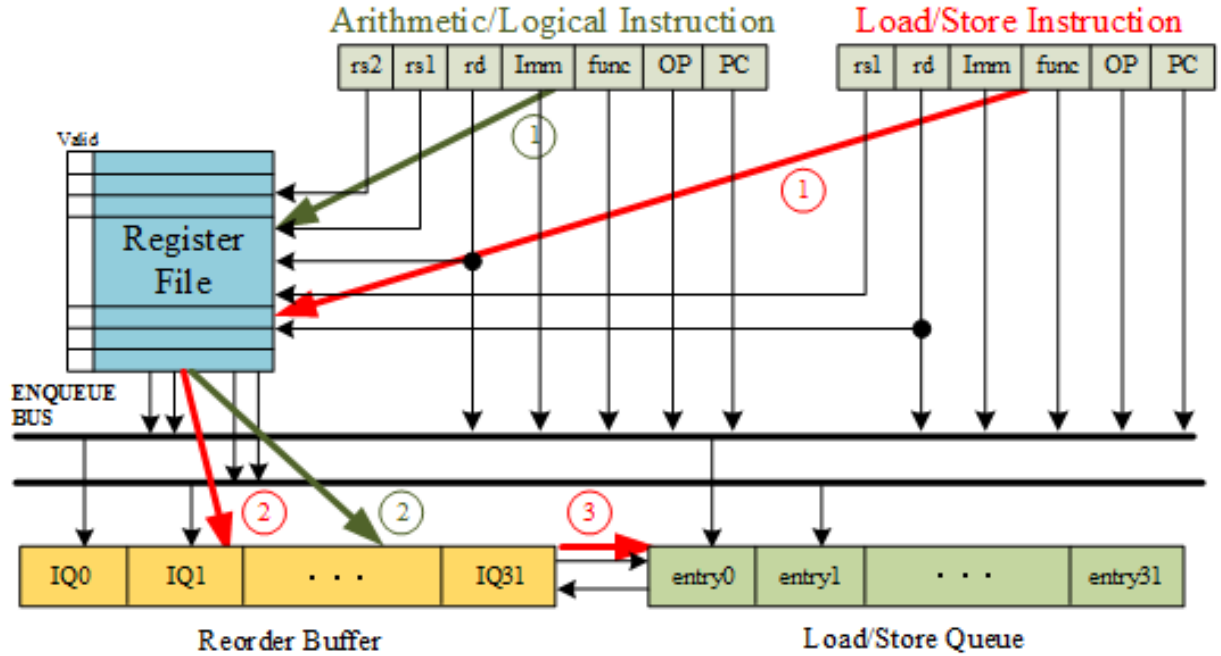 Arithmetic/Logical Instruction
Load/Store Instruction
rs2 rs1 rd Imm func OP PC
rs1 rd Imm func OP PC
1
1
Valid
Register
File
ENQUEUE
BUS
2
2
3
IQ0 IQ1 · · · IQ31
entry0 entry1 · · · entry31
Reorder Buffer
Load/Store Queue